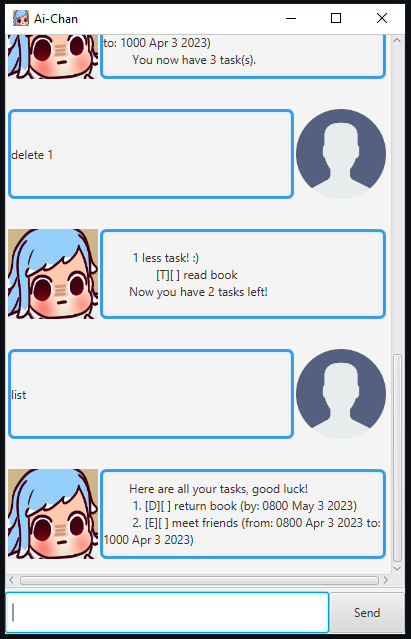 Ai-Chan
to: 1000 Apr 3 2023)
You now have 3 task(s).
delete 1
1 less task! :)
[T][ ] read book
Now you have 2 tasks left!
list
Here are all your tasks, good luck!
1. [D][ ] return book (by: 0800 May 3 2023)
2. [E][ ] meet friends (from: 0800 Apr 3 2023 to:
1000 Apr 3 2023)
Send